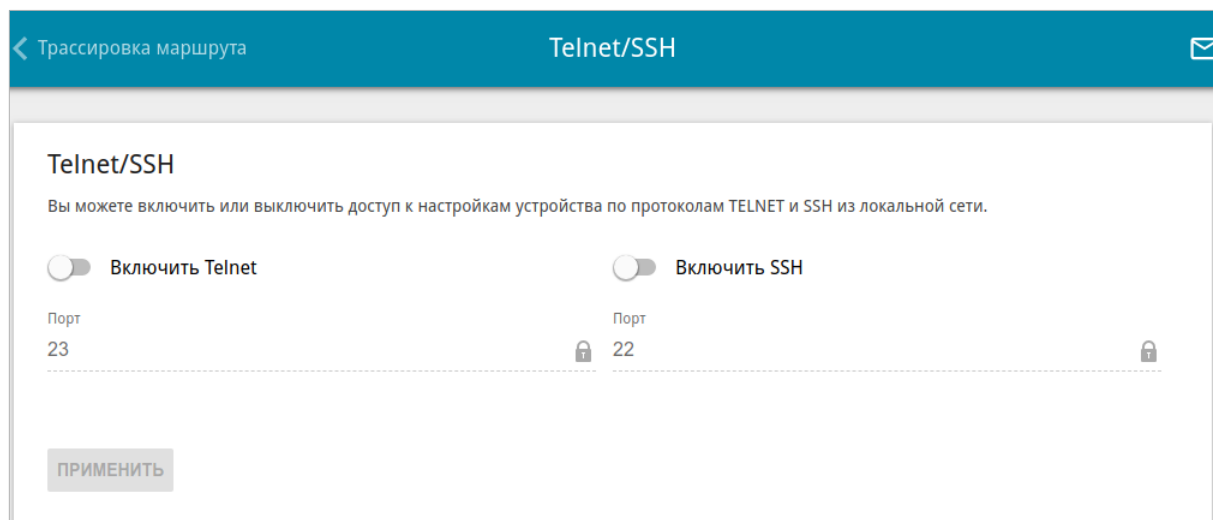 Трассировка маршрута
Telnet/SSH
Telnet/SSH
Вы можете включить или выключить доступ к настройкам устройства по протоколам TELNET и SSH из локальной сети.
Включить Telnet
Включить SSH
Порт
Порт
23
22
ПРИМЕНИТЬ